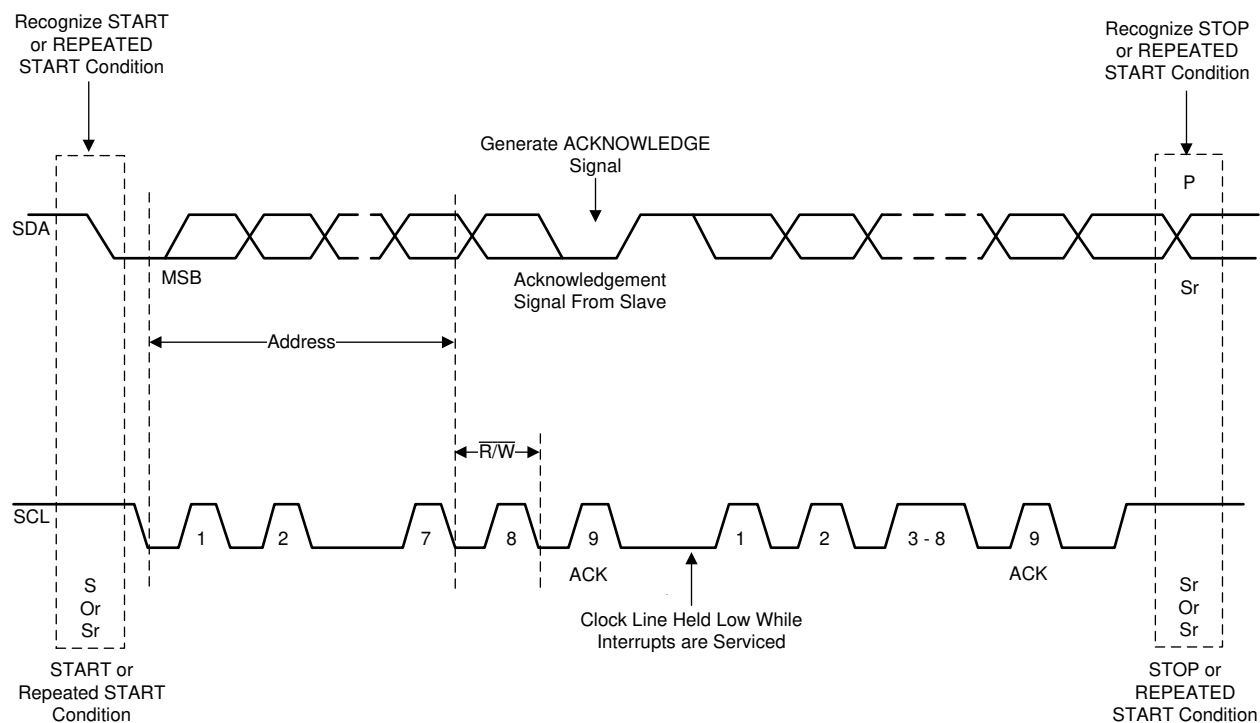 Recognize START
or REPEATED
START Condition
Recognize STOP
or REPEATED
START Condition
Generate ACKNOWLEDGE
Signal
P
SDA
MSB
Acknowledgement
Signal From Slave
Sr
Address
R/W
SCL
1
2
7
8
9
1
2
3 - 8
9
ACK
ACK
S
Or
Sr
Clock Line Held Low While
Interrupts are Serviced
Sr
Or
Sr
START or
Repeated START
Condition
STOP or
REPEATED
START Condition